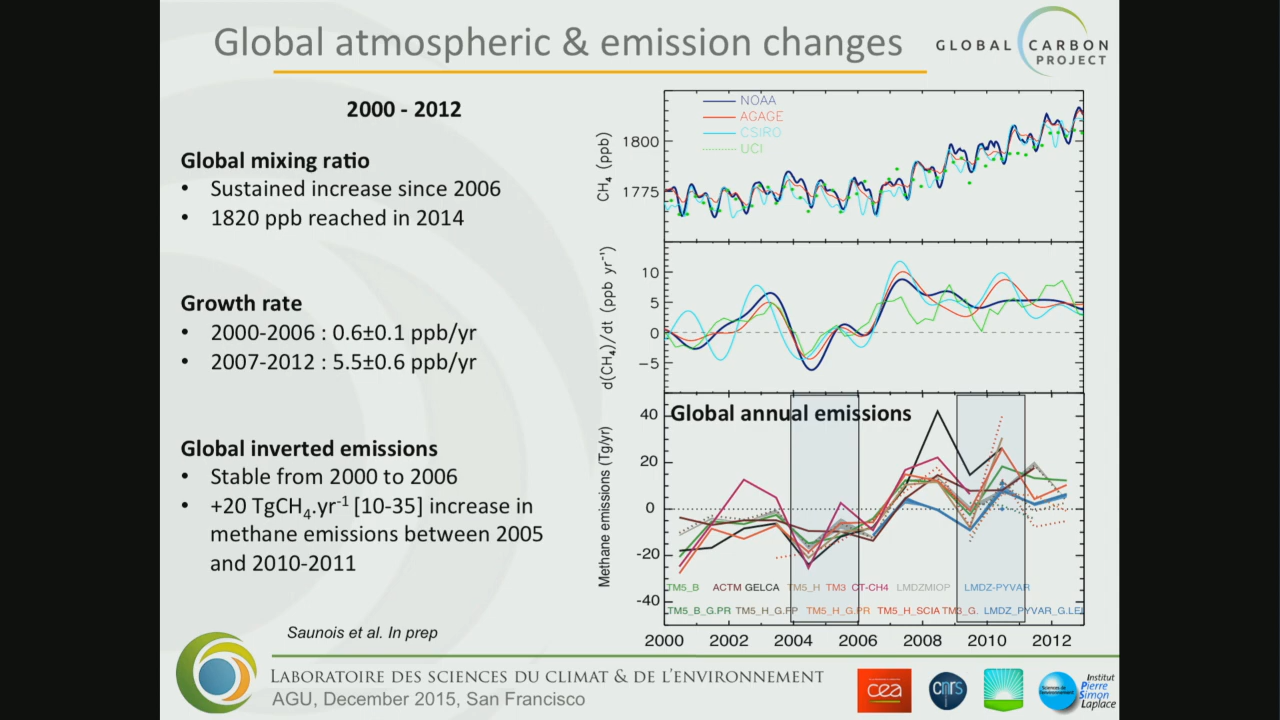 Global atmospheric & emission changes
GLOBAL CARBON
PROJECT
2000 - 2012
Global mixing ratio
• Sustained increase since 2006
• 1820 ppb reached in 2014
Growth rate
• 2000-2006 : 0.6±0.1 ppb/yr
• 2007-2012 : 5.5±0.6 ppb/yr
Global inverted emissions
• Stable from 2000 to 2006
• +20 TgCH₄.yr⁻¹ [10-35] increase in
methane emissions between 2005
and 2010-2011
Saunois et al. In prep
NOAA
AGAGE
CSIRO
UCI
CH₄ (ppb)
1800
1775
d(CH₄)/dt (ppb yr⁻¹)
10
5
0
−5
Global annual emissions
Methane emissions (Tg/yr)
40
20
0
-20
-40
TM5_B ACTM GELCA TM5_H TM3 CT-CH4 LMDZMIOP LMDZ-PYVAR
TM5_B_G.PR TM5_H_G.PP TM5_H_G.PR TM5_H_SCIA TM3_G. LMDZ_PYVAR_G.LEI
2000 2002 2004 2006 2008 2010 2012
LABORATOIRE DES SCIENCES DU CLIMAT & DE L'ENVIRONNEMENT
AGU, December 2015, San Francisco
cea
cnrs
Sciences de l'environnement
Institut
Pierre
Simon
Laplace